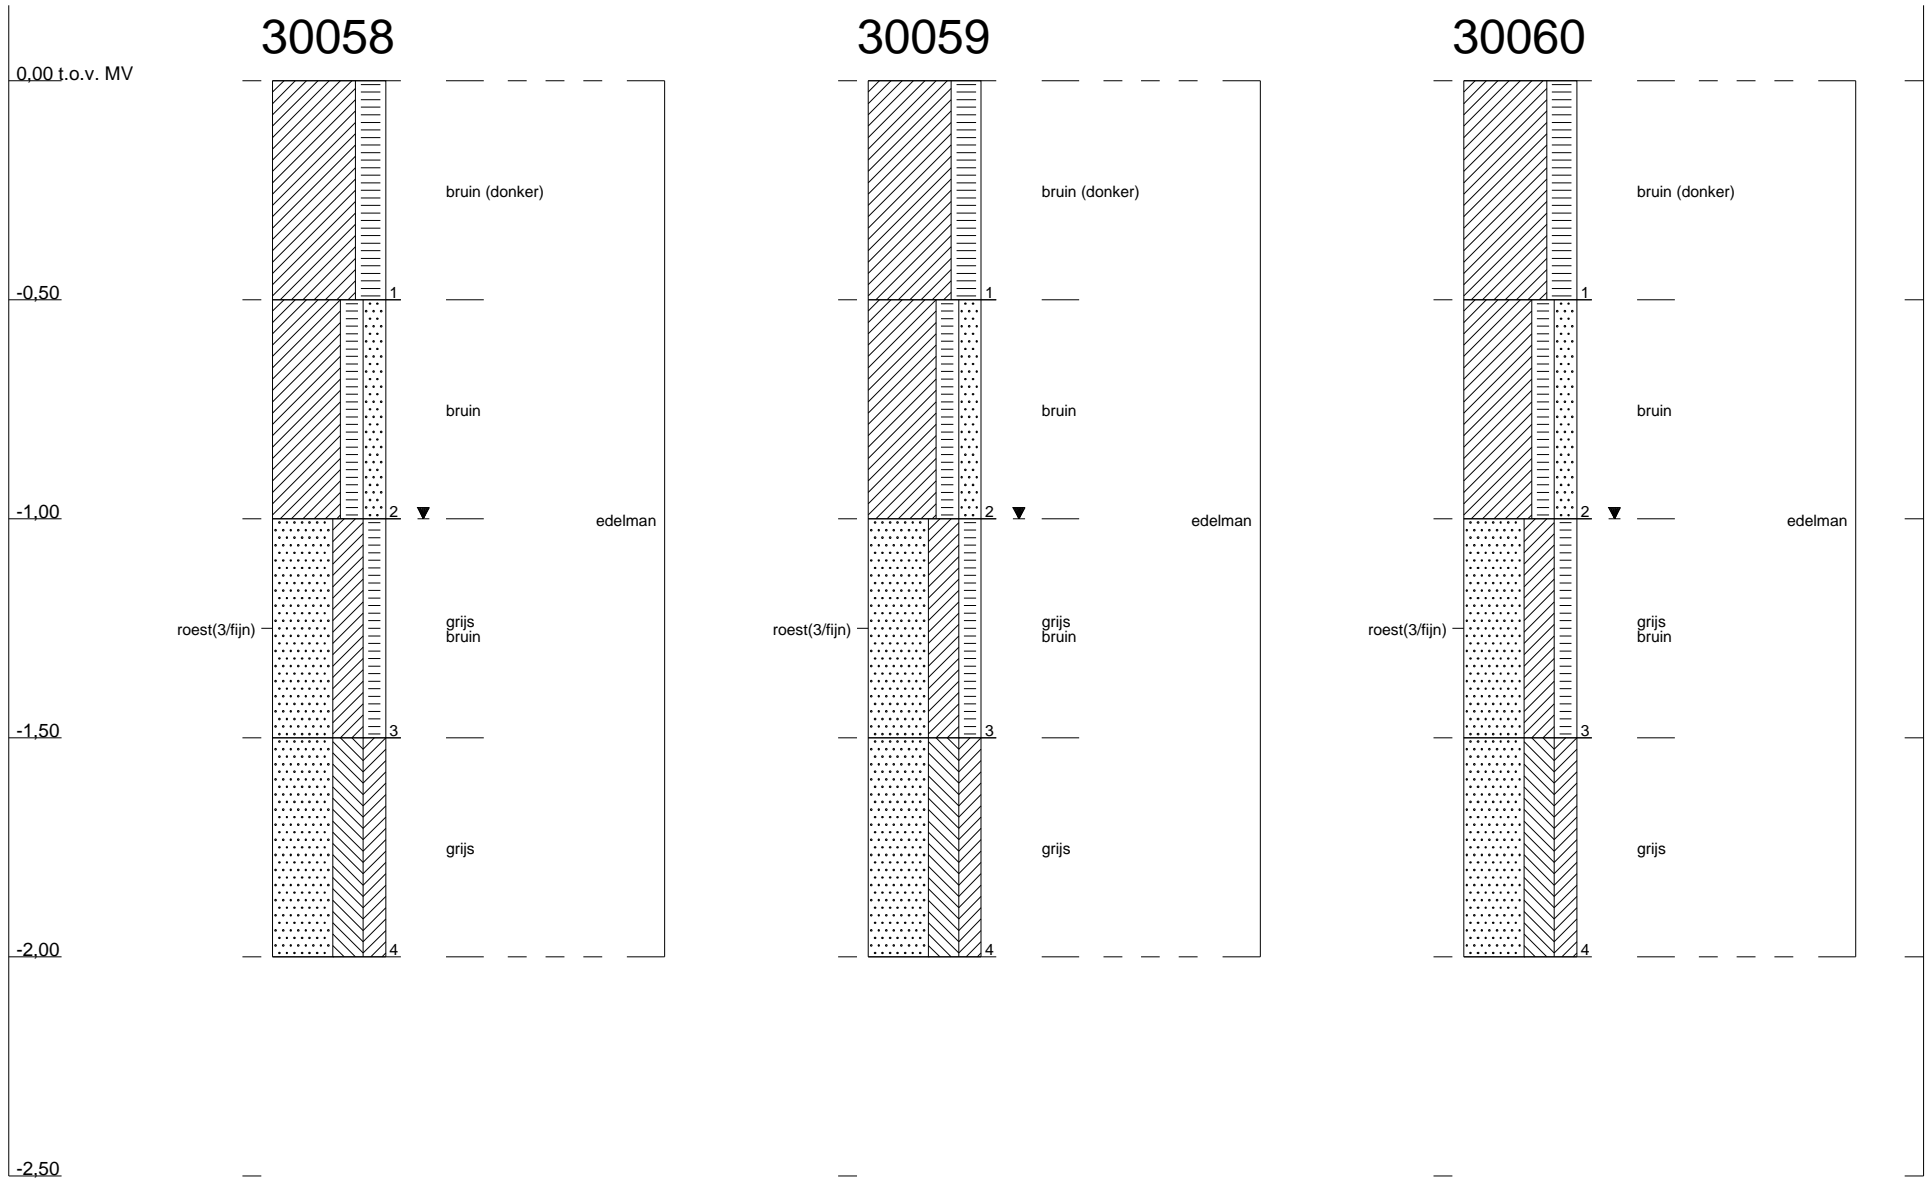 30058 30059 30060
0,00 t.o.v. MV
bruin (donker) bruin (donker) bruin (donker)
-0,50 1 1 1
bruin bruin bruin
-1,00 2 2 2
edelman edelman edelman
roest(3/fijn) grijs roest(3/fijn) grijs roest(3/fijn) grijs
bruin bruin bruin
-1,50 3 3 3
grijs grijs grijs
-2,00 4 4 4
-2,50